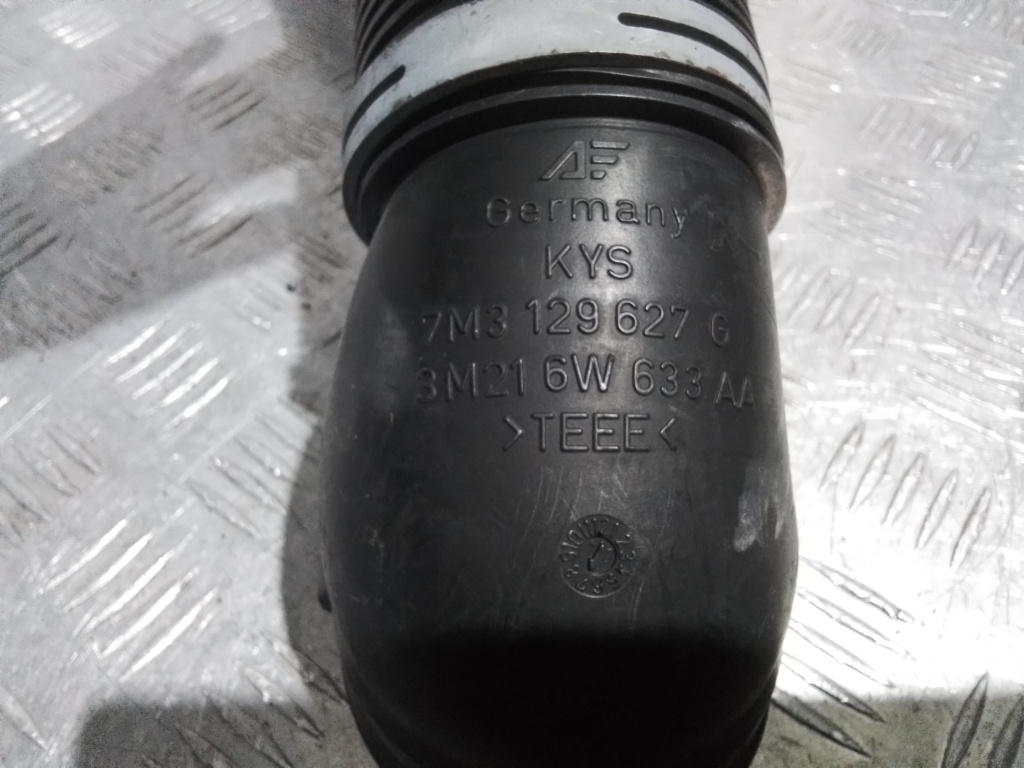 AF
Germany
KYS
7M3 129 627 G
3M21 6W 633 AA
>TEEE<